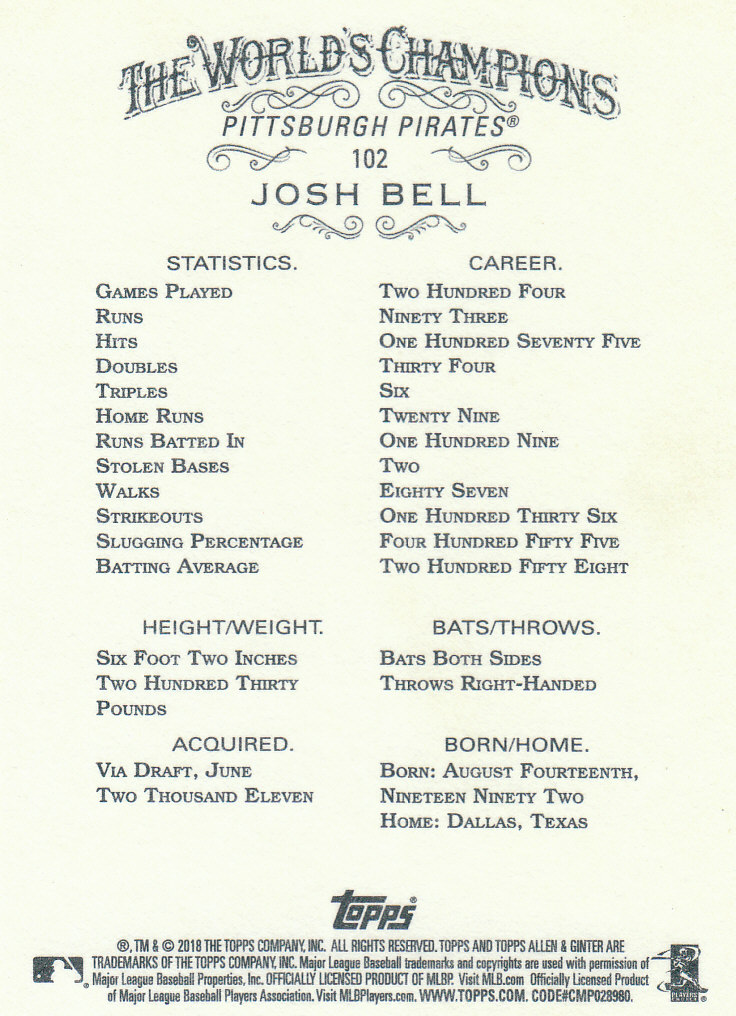 THE WORLD'S CHAMPIONS
PITTSBURGH PIRATES®
102
JOSH BELL
STATISTICS. CAREER.
GAMES PLAYED TWO HUNDRED FOUR
RUNS NINETY THREE
HITS ONE HUNDRED SEVENTY FIVE
DOUBLES THIRTY FOUR
TRIPLES SIX
HOME RUNS TWENTY NINE
RUNS BATTED IN ONE HUNDRED NINE
STOLEN BASES TWO
WALKS EIGHTY SEVEN
STRIKEOUTS ONE HUNDRED THIRTY SIX
SLUGGING PERCENTAGE FOUR HUNDRED FIFTY FIVE
BATTING AVERAGE TWO HUNDRED FIFTY EIGHT
HEIGHT/WEIGHT. BATS/THROWS.
SIX FOOT TWO INCHES BATS BOTH SIDES
TWO HUNDRED THIRTY THROWS RIGHT-HANDED
POUNDS
ACQUIRED. BORN/HOME.
VIA DRAFT, JUNE BORN: AUGUST FOURTEENTH,
TWO THOUSAND ELEVEN NINETEEN NINETY TWO
HOME: DALLAS, TEXAS
Topps®
®, TM & © 2018 THE TOPPS COMPANY, INC. ALL RIGHTS RESERVED. TOPPS AND TOPPS ALLEN & GINTER ARE
TRADEMARKS OF THE TOPPS COMPANY, INC. Major League Baseball trademarks and copyrights are used with permission of
Major League Baseball Properties, Inc. OFFICIALLY LICENSED PRODUCT OF MLBP. Visit MLB.com Officially Licensed Product
of Major League Baseball Players Association. Visit MLBPlayers.com. WWW.TOPPS.COM. CODE#CMP028980.
PLAYERS